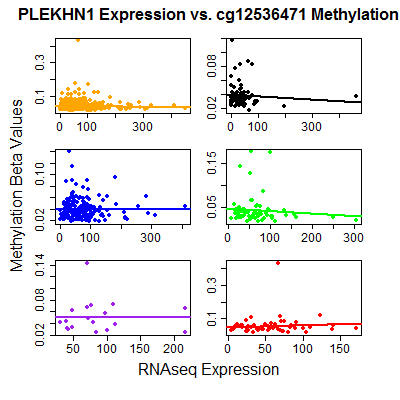 PLEKHN1 Expression vs. cg12536471 Methylation
Methylation Beta Values
0.1 0.3
0 100 300
0.02 0.08
0 100 300
0.02 0.10
0 100 300
0.05 0.15
0 100 200 300
0.02 0.08 0.14
50 100 150 200
0.1 0.3
0 50 100 150
RNAseq Expression